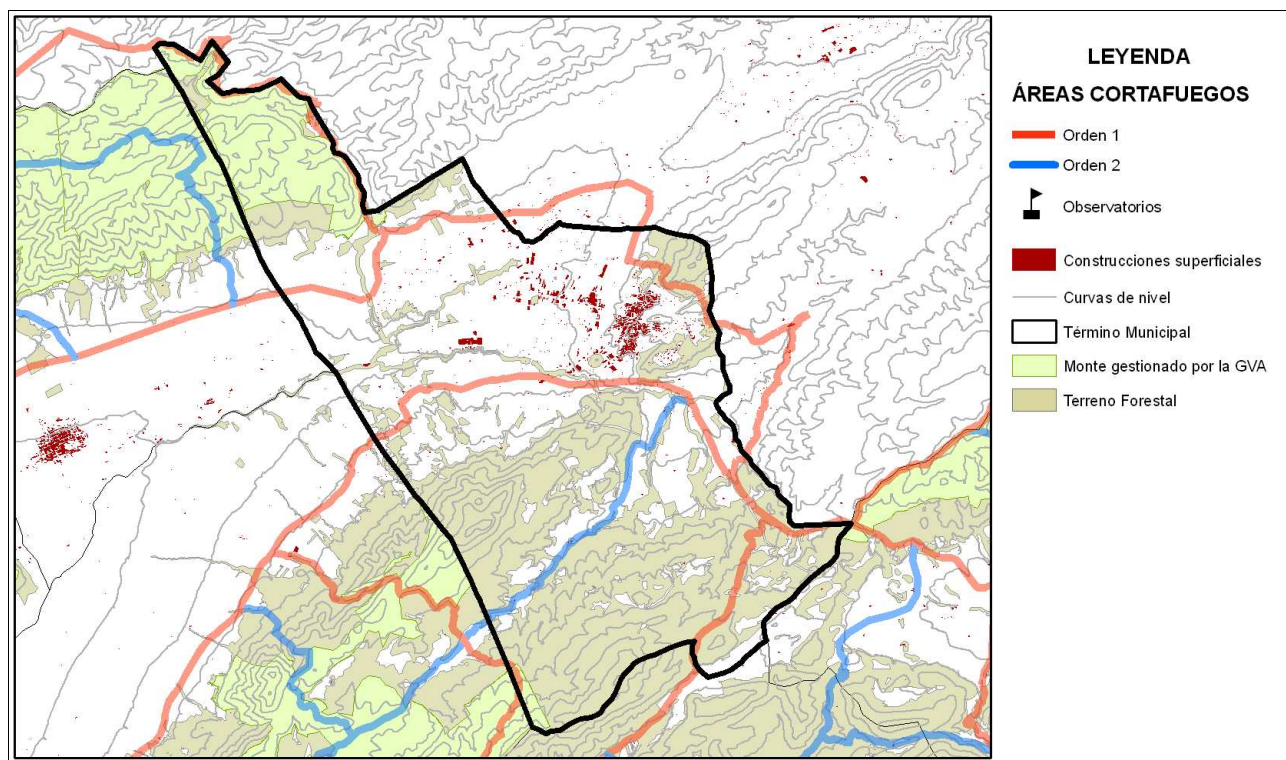 LEYENDA
ÁREAS CORTAFUEGOS
Orden 1
Orden 2
Observatorios
Construcciones superficiales
Curvas de nivel
Término Municipal
Monte gestionado por la GVA
Terreno Forestal